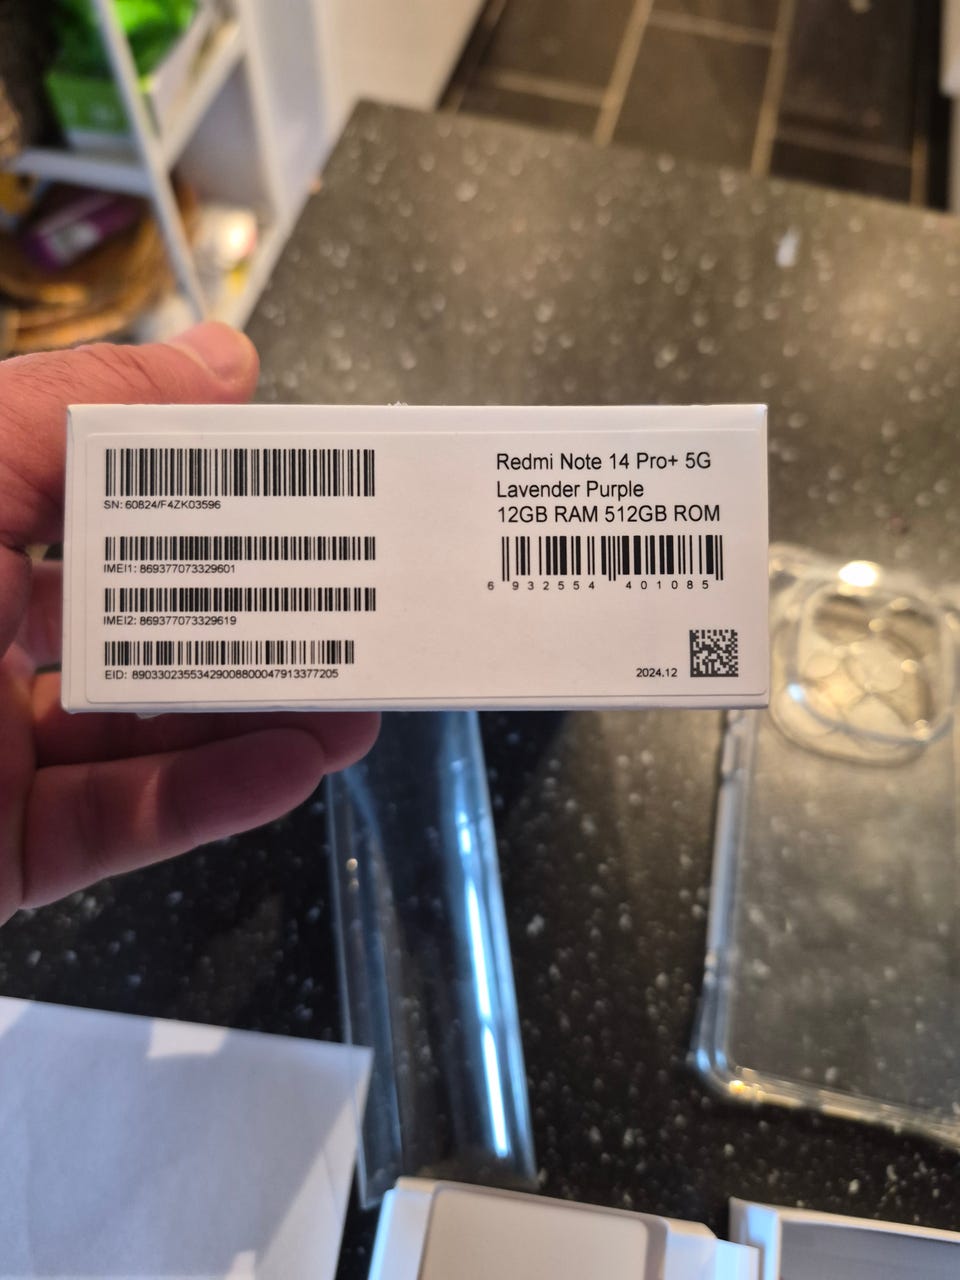 SN: 60824/F4ZK03596
IMEI1: 869377073329601
IMEI2: 869377073329619
EID: 89033023553429008800047913377205
Redmi Note 14 Pro+ 5G
Lavender Purple
12GB RAM 512GB ROM
6 932554 401085
2024.12